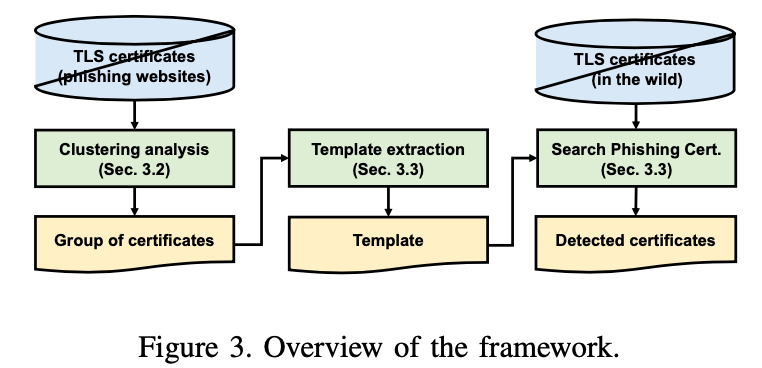 TLS certificates
(phishing websites)
TLS certificates
(in the wild)
Clustering analysis
(Sec. 3.2)
Template extraction
(Sec. 3.3)
Search Phishing Cert.
(Sec. 3.3)
Group of certificates
Template
Detected certificates
Figure 3. Overview of the framework.